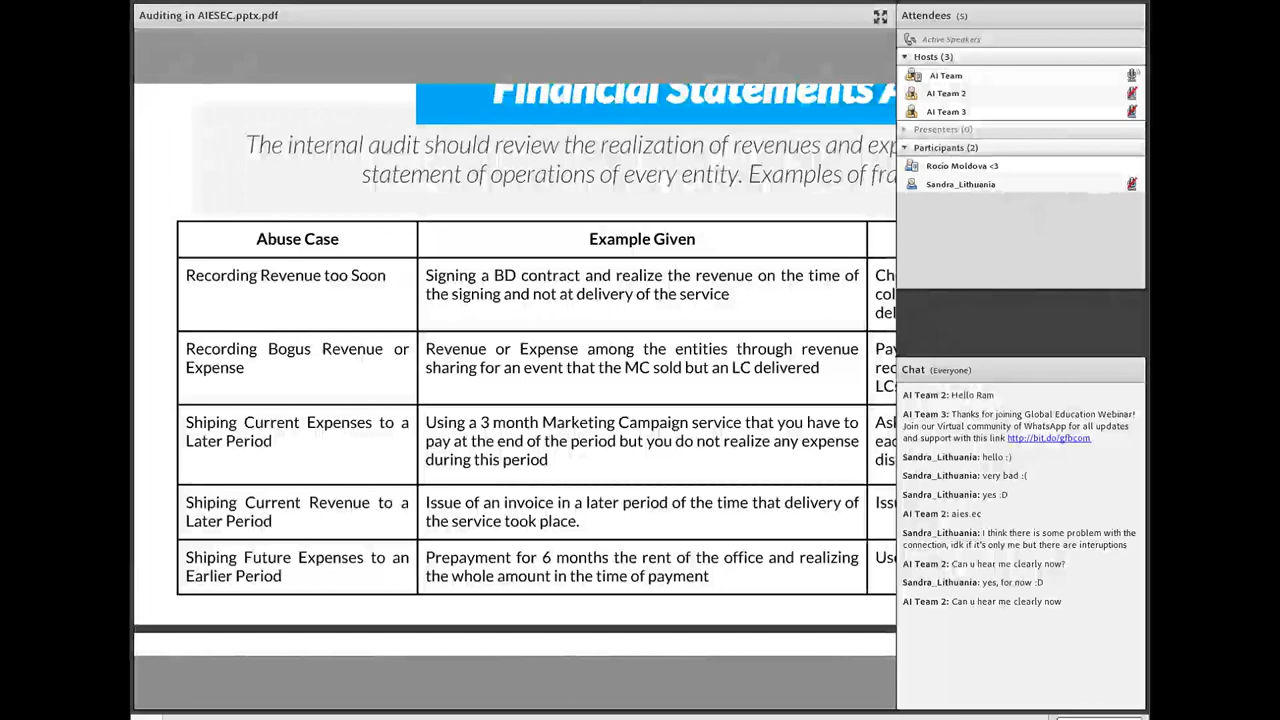 Auditing in AIESEC.pptx.pdf
Financial Statements A
The internal audit should review the realization of revenues and exp
statement of operations of every entity. Examples of fra
Abuse Case
Example Given
Recording Revenue too Soon
Signing a BD contract and realize the revenue on the time of
the signing and not at delivery of the service
Ch
col
del
Recording Bogus Revenue or
Expense
Revenue or Expense among the entities through revenue
sharing for an event that the MC sold but an LC delivered
Pay
rec
LCs
Shiping Current Expenses to a
Later Period
Using a 3 month Marketing Campaign service that you have to
pay at the end of the period but you do not realize any expense
during this period
Ask
eac
dis
Shiping Current Revenue to a
Later Period
Issue of an invoice in a later period of the time that delivery of
the service took place.
Issu
Shiping Future Expenses to an
Earlier Period
Prepayment for 6 months the rent of the office and realizing
the whole amount in the time of payment
Use
Attendees (5)
Active Speakers
Hosts (3)
AI Team
AI Team 2
AI Team 3
Presenters (0)
Participants (2)
Rocío Moldova <3
Sandra_Lithuania
Chat (Everyone)
AI Team 2: Hello Ram
AI Team 3: Thanks for joining Global Education Webinar!
Join our Virtual community of WhatsApp for all updates
and support with this link http://bit.do/gfbcom
Sandra_Lithuania: hello :)
Sandra_Lithuania: very bad :(
Sandra_Lithuania: yes :D
AI Team 2: aies.ec
Sandra_Lithuania: I think there is some problem with the
connection, idk if it's only me but there are interuptions
AI Team 2: Can u hear me clearly now?
Sandra_Lithuania: yes, for now :D
AI Team 2: Can u hear me clearly now